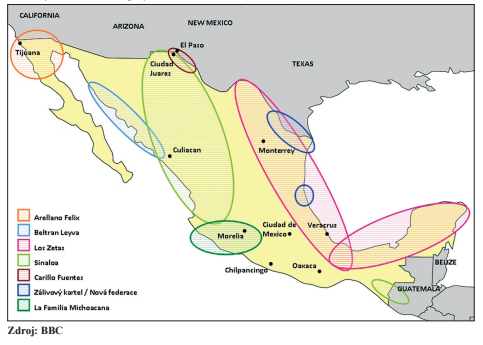 CALIFORNIA
ARIZONA
NEW MEXICO
Tijuana
El Paso
Ciudad
Juarez
TEXAS
Culiacan
Monterrey
Arellano Felix
Beltran Leyva
Los Zetas
Sinaloa
Carillo Fuentes
Zálivový kartel / Nová federace
La Familia Michoacana
Morelia
Ciudad de
Mexico
Veracruz
Chilpancingo
Oaxaca
BELIZE
GUATEMALA
Zdroj: BBC